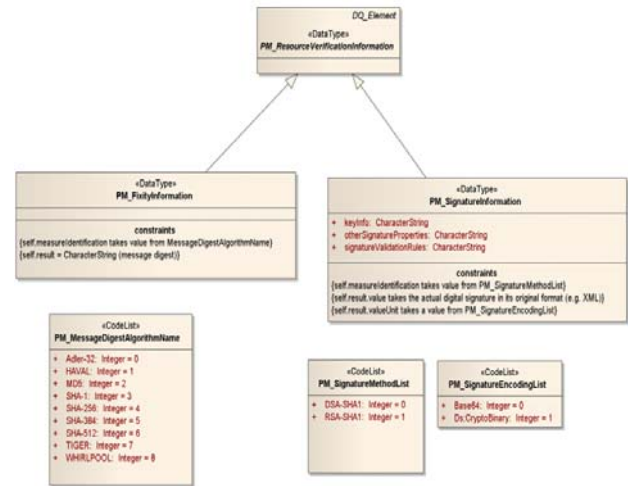 DQ_Element
«DataType»
PM_ResourceVerificationInformation
«DataType»
PM_FixityInformation
constraints
{self.measureIdentification takes value from MessageDigestAlgorithmName}
{self.result = CharacterString (message digest)}
«DataType»
PM_SignatureInformation
+ keyInfo: CharacterString
+ otherSignatureProperties: CharacterString
+ signatureValidationRules: CharacterString
constraints
{self.measureIdentification takes value from PM_SignatureMethodList}
{self.result.value takes the actual digital signature in its original format (e.g. XML)}
{self.result.valueUnit takes a value from PM_SignatureEncodingList}
«CodeList»
PM_MessageDigestAlgorithmName
+ Adler-32: Integer = 0
+ HAVAL: Integer = 1
+ MD5: Integer = 2
+ SHA-1: Integer = 3
+ SHA-256: Integer = 4
+ SHA-384: Integer = 5
+ SHA-512: Integer = 6
+ TIGER: Integer = 7
+ WHIRLPOOL: Integer = 8
«CodeList»
PM_SignatureMethodList
+ DSA-SHA1: Integer = 0
+ RSA-SHA1: Integer = 1
«CodeList»
PM_SignatureEncodingList
+ Base64: Integer = 0
+ Ds:CryptoBinary: Integer = 1